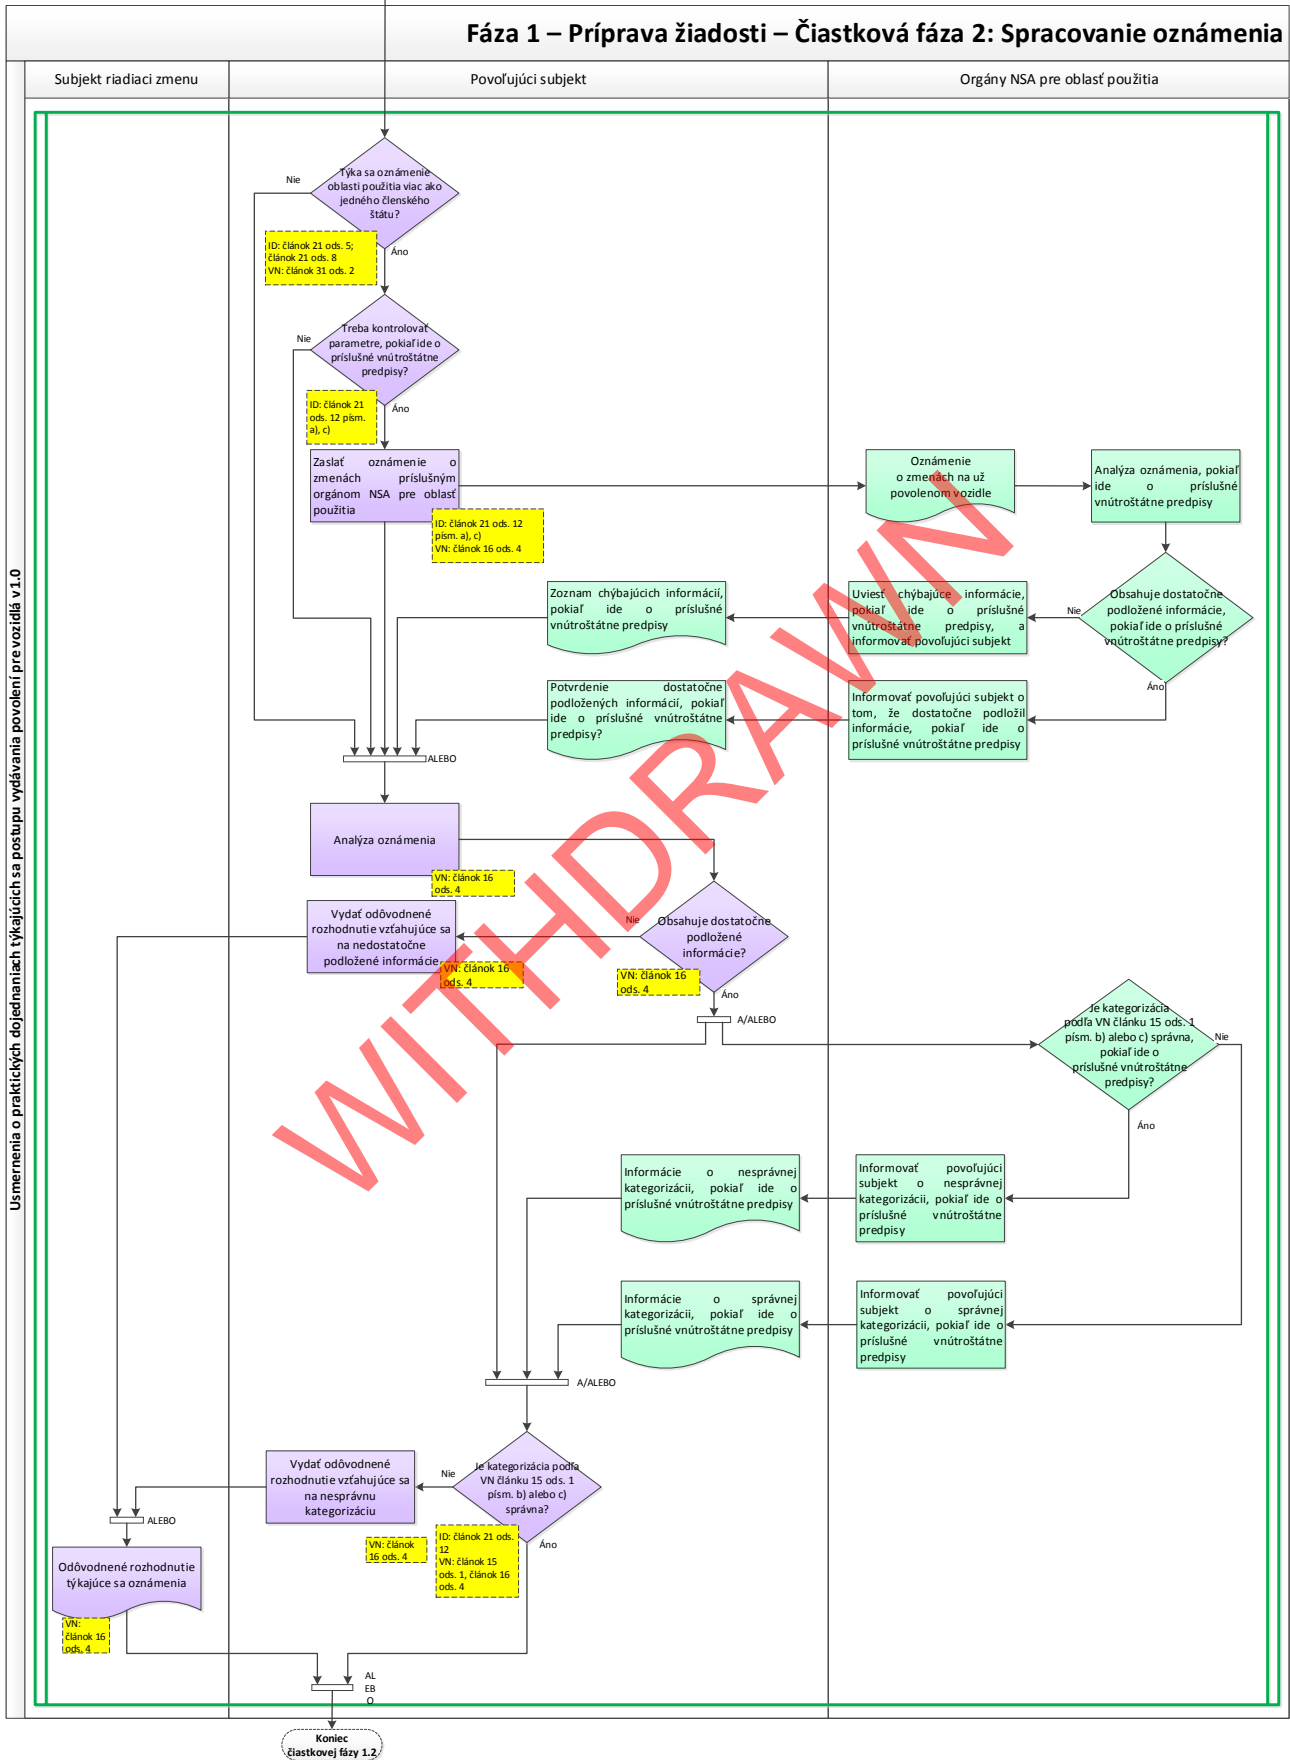 Fáza 1 – Príprava žiadosti – Čiastková fáza 2: Spracovanie oznámenia
Subjekt riadiaci zmenu
Povoľujúci subjekt
Orgány NSA pre oblasť použitia
Usmernenia o praktických dojednaniach týkajúcich sa postupu vydávania povolení pre vozidlá v1.0
Týka sa oznámenie
oblasti použitia viac ako
jedného členského
štátu?
Nie
ID: článok 21 ods. 5;
článok 21 ods. 8
VN: článok 31 ods. 2
Áno
Treba kontrolovať
parametre, pokiaľ ide o
príslušné vnútroštátne
predpisy?
Nie
ID: článok 21
ods. 12 písm.
a), c)
Áno
Zaslať oznámenie o
zmenách príslušným
orgánom NSA pre oblasť
použitia
ID: článok 21 ods. 12
písm. a), c)
VN: článok 16 ods. 4
Oznámenie
o zmenách na už
povolenom vozidle
Analýza oznámenia, pokiaľ
ide o príslušné
vnútroštátne predpisy
Obsahuje dostatočne
podložené informácie,
pokiaľ ide o príslušné
vnútroštátne predpisy?
Nie
Áno
Uviesť chýbajúce informácie,
pokiaľ ide o príslušné
vnútroštátne predpisy, a
informovať povoľujúci subjekt
Zoznam chýbajúcich informácií,
pokiaľ ide o príslušné
vnútroštátne predpisy
Informovať povoľujúci subjekt o
tom, že dostatočne podložil
informácie, pokiaľ ide o
príslušné vnútroštátne predpisy
Potvrdenie dostatočne
podložených informácií, pokiaľ
ide o príslušné vnútroštátne
predpisy?
ALEBO
Analýza oznámenia
VN: článok 16
ods. 4
Obsahuje dostatočne
podložené
informácie?
Nie
VN: článok 16
ods. 4
Áno
Vydať odôvodnené
rozhodnutie vzťahujúce sa
na nedostatočne
podložené informácie
VN: článok 16
ods. 4
A/ALEBO
Je kategorizácia
podľa VN článku 15 ods. 1
písm. b) alebo c) správna,
pokiaľ ide o
príslušné vnútroštátne
predpisy?
Nie
Áno
Informovať povoľujúci
subjekt o nesprávnej
kategorizácii, pokiaľ ide o
príslušné vnútroštátne
predpisy
Informácie o nesprávnej
kategorizácii, pokiaľ ide o
príslušné vnútroštátne predpisy
Informovať povoľujúci
subjekt o správnej
kategorizácii, pokiaľ ide o
príslušné vnútroštátne
predpisy
Informácie o správnej
kategorizácii, pokiaľ ide o
príslušné vnútroštátne predpisy
A/ALEBO
Je kategorizácia podľa
VN článku 15 ods. 1
písm. b) alebo c)
správna?
Nie
ID: článok 21 ods.
12
VN: článok 15
ods. 1, článok 16
ods. 4
Áno
Vydať odôvodnené
rozhodnutie vzťahujúce sa
na nesprávnu
kategorizáciu
VN: článok
16 ods. 4
ALEBO
Odôvodnené rozhodnutie
týkajúce sa oznámenia
VN:
článok 16
ods. 4
AL
EB
O
Koniec
čiastkovej fázy 1.2
WITHDRAWN